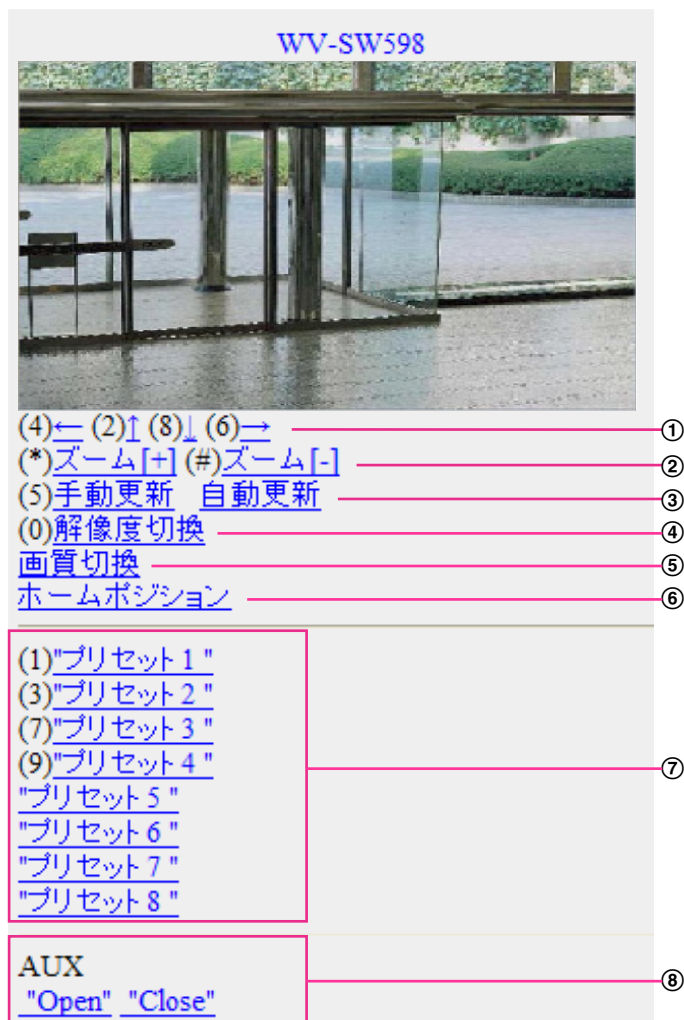 WV-SW598
(4)← (2)↑ (8)↓ (6)→ ①
(*)ズーム[+] (#)ズーム[-] ②
(5)手動更新 自動更新 ③
(0)解像度切換 ④
画質切換 ⑤
ホームポジション ⑥
(1)"プリセット 1 "
(3)"プリセット 2 "
(7)"プリセット 3 "
(9)"プリセット 4 " ⑦
"プリセット 5 "
"プリセット 6 "
"プリセット 7 "
"プリセット 8 "
AUX ⑧
"Open" "Close"